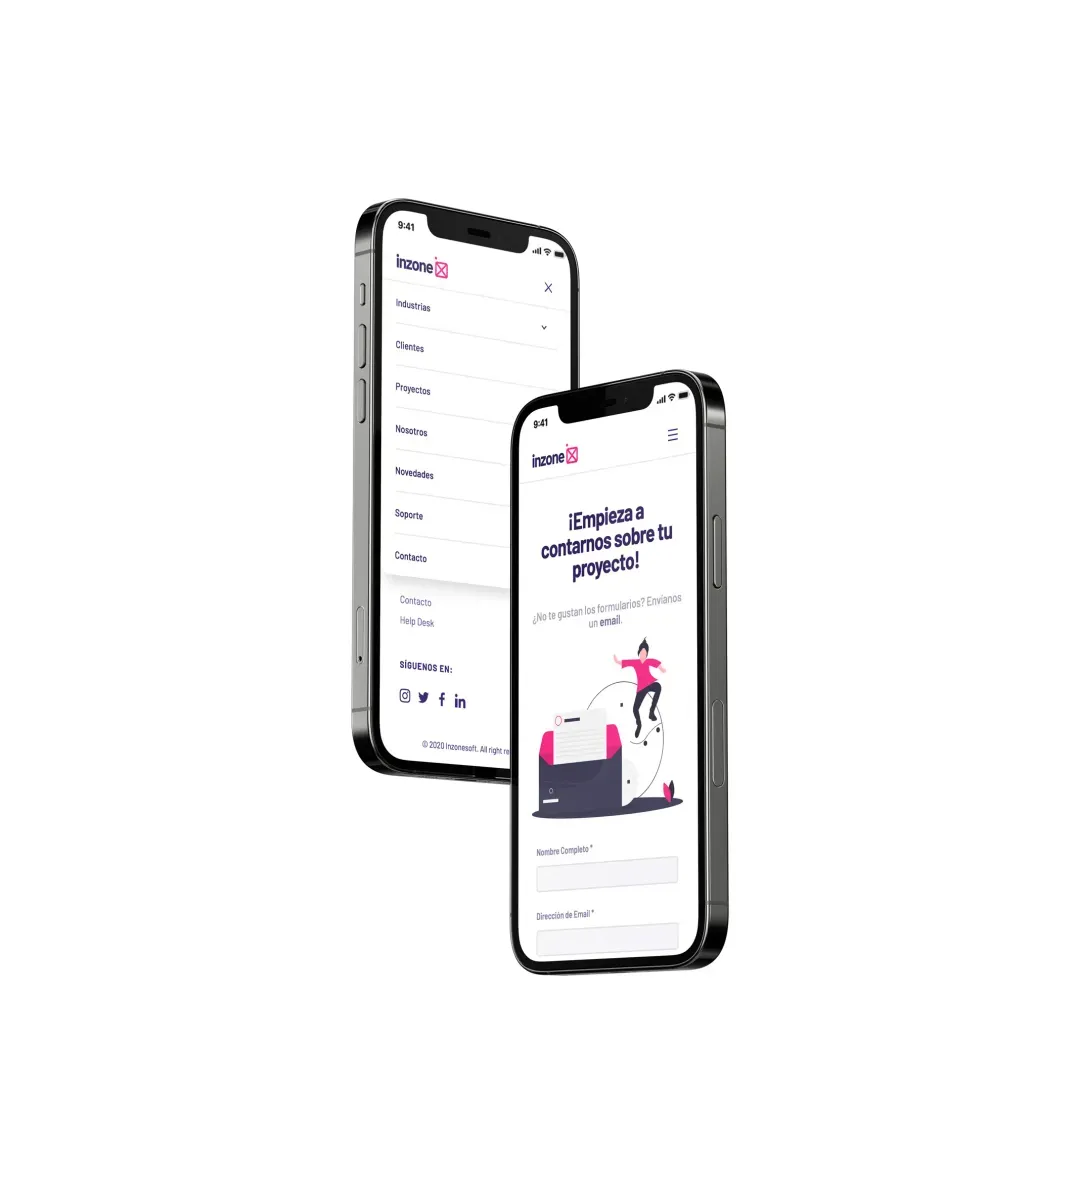 9:41
inzone
Industrias
Clientes
Proyectos
Nosotros
Novedades
Soporte
Contacto
Contacto
Help Desk
SÍGUENOS EN:
© 2020 Inzonesoft. All right re
9:41
inzone
¡Empieza a
contarnos sobre tu
proyecto!
¿No te gustan los formularios? Envíanos
un email.
Nombre Completo *
Dirección de Email *